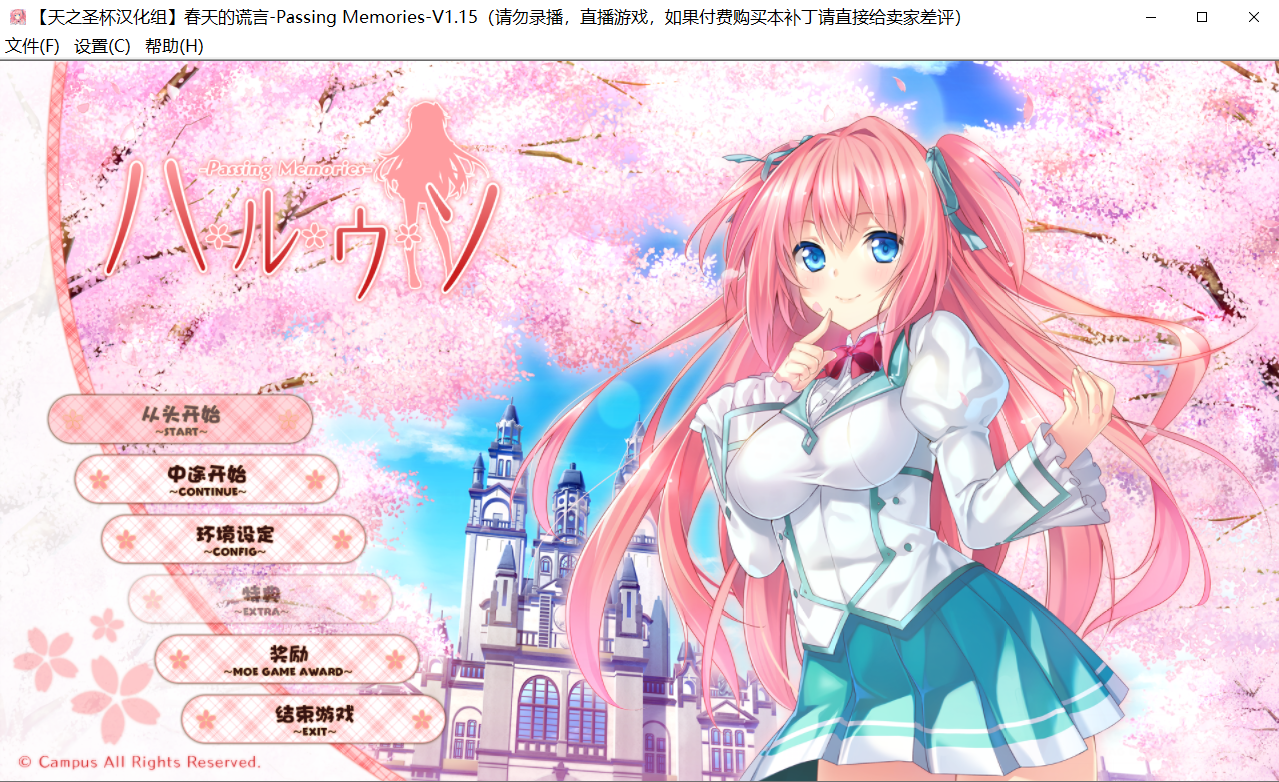 【天之圣杯汉化组】春天的谎言-Passing Memories-V1.15（请勿录播，直播游戏，如果付费购买本补丁请直接给卖家差评）
文件(F) 设置(C) 帮助(H)
-Passing Memories-
ハルウソ
从头开始
~START~
中途开始
~CONTINUE~
环境设定
~CONFIG~
特典
~EXTRA~
奖励
~MOE GAME AWARD~
结束游戏
~EXIT~
© Campus All Rights Reserved.